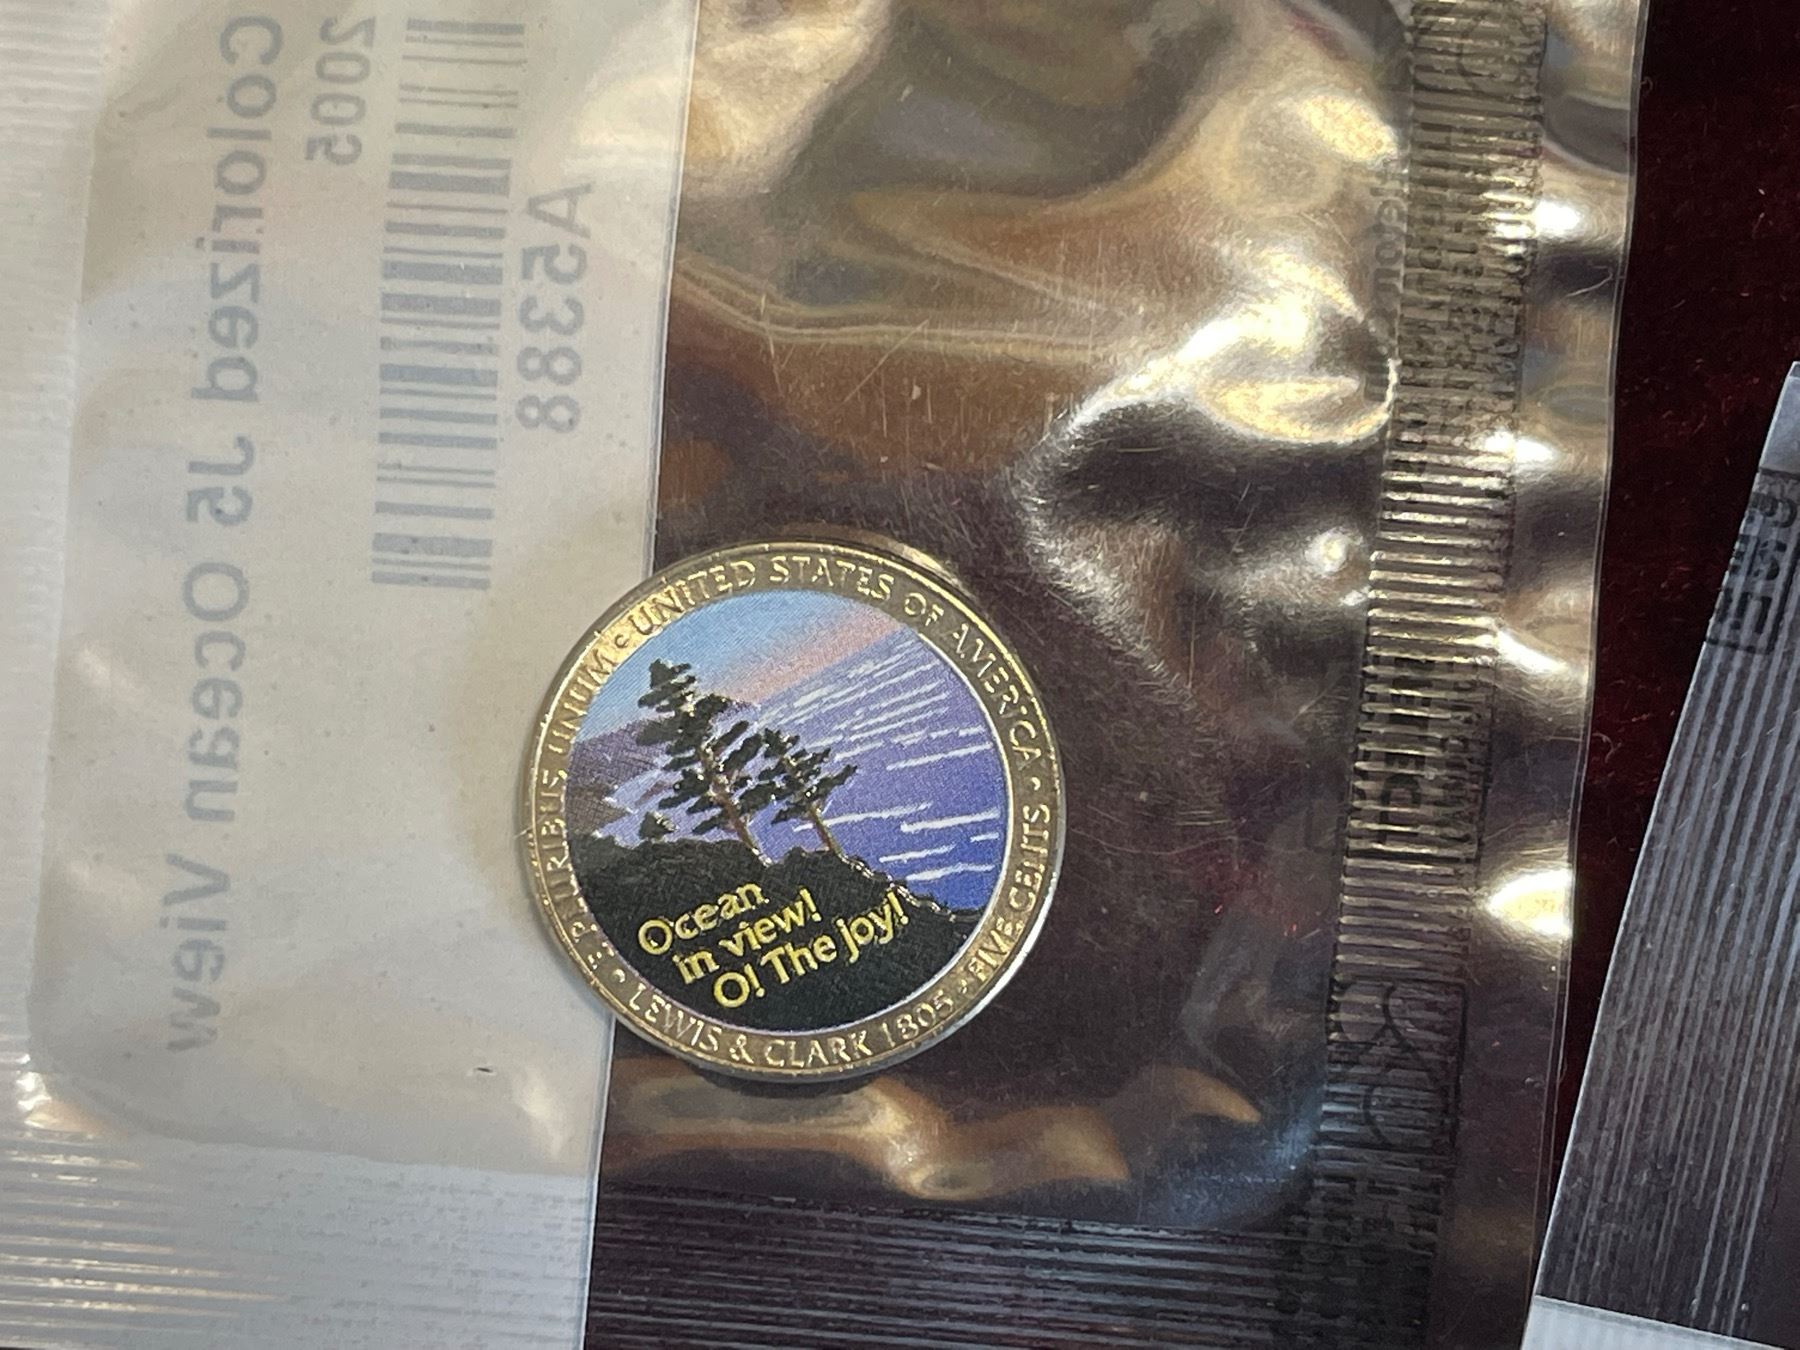 Colorized J5 Ocean View
2005
A5388
UNITED STATES OF AMERICA • FIVE CENTS • LEWIS & CLARK 1805 • E PLURIBUS UNUM •
Ocean
in view!
O! The joy!